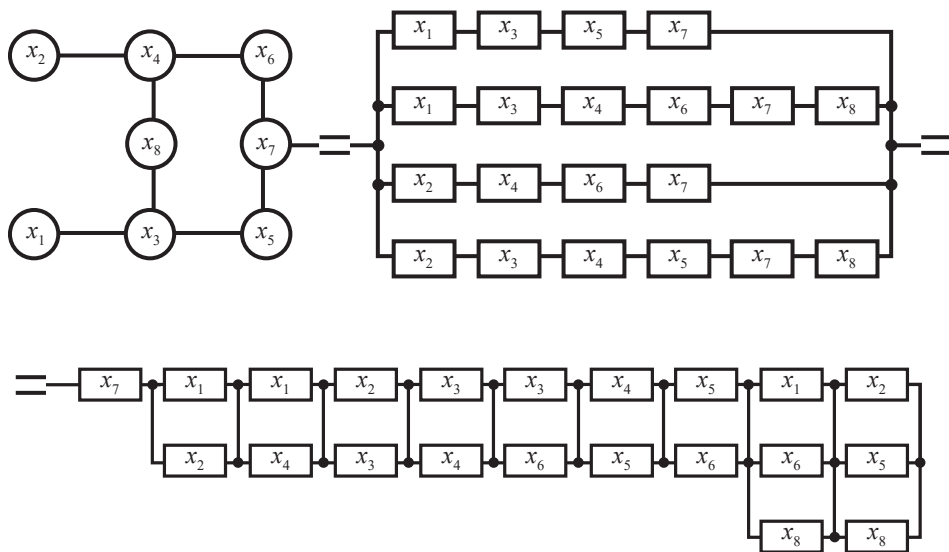 x₂ x₄ x₆
x₈ x₇
x₁ x₃ x₅
x₁ x₃ x₅ x₇
x₁ x₃ x₄ x₆ x₇ x₈
x₂ x₄ x₆ x₇
x₂ x₃ x₄ x₅ x₇ x₈
x₇ x₁ x₁ x₂ x₃ x₃ x₄ x₅ x₁ x₂
x₂ x₄ x₃ x₄ x₆ x₅ x₆ x₆ x₅
x₈ x₈